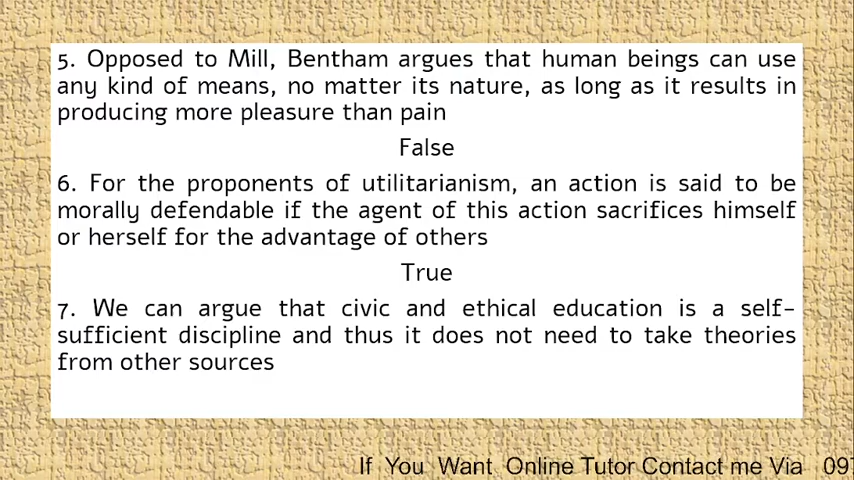 5. Opposed to Mill, Bentham argues that human beings can use
any kind of means, no matter its nature, as long as it results in
producing more pleasure than pain
False
6. For the proponents of utilitarianism, an action is said to be
morally defendable if the agent of this action sacrifices himself
or herself for the advantage of others
True
7. We can argue that civic and ethical education is a self-
sufficient discipline and thus it does not need to take theories
from other sources
If You Want Online Tutor Contact me Via 097